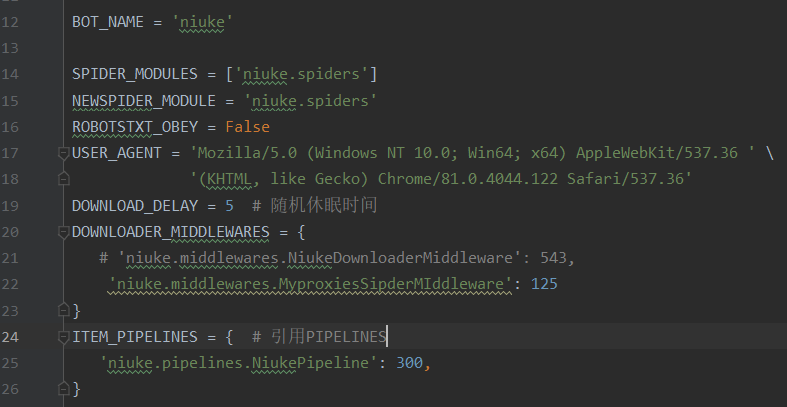 12 BOT_NAME = 'niuke'
13
14 SPIDER_MODULES = ['niuke.spiders']
15 NEWSPIDER_MODULE = 'niuke.spiders'
16 ROBOTSTXT_OBEY = False
17 USER_AGENT = 'Mozilla/5.0 (Windows NT 10.0; Win64; x64) AppleWebKit/537.36 ' \
18 '(KHTML, like Gecko) Chrome/81.0.4044.122 Safari/537.36'
19 DOWNLOAD_DELAY = 5  # 随机休眠时间
20 DOWNLOADER_MIDDLEWARES = {
21 # 'niuke.middlewares.NiukeDownloaderMiddleware': 543,
22 'niuke.middlewares.MyproxiesSipderMIddleware': 125
23 }
24 ITEM_PIPELINES = {  # 引用PIPELINES
25 'niuke.pipelines.NiukePipeline': 300,
26 }